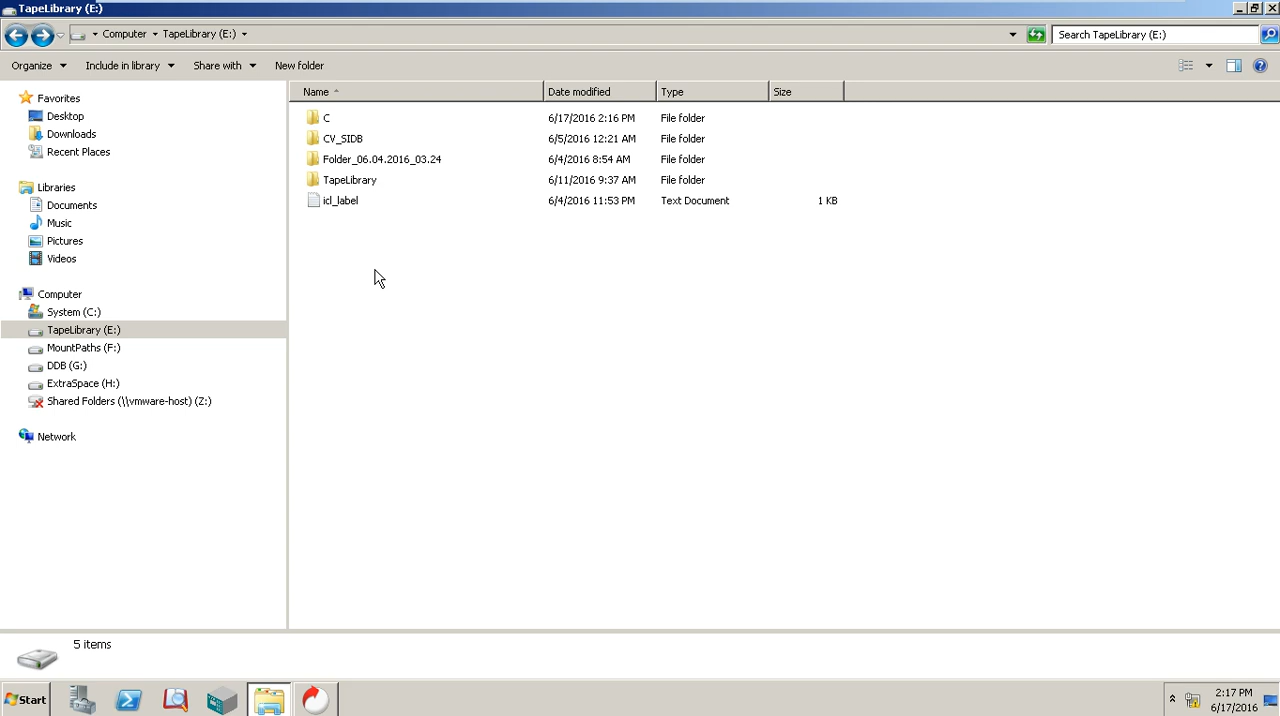 TapeLibrary (E:)
Computer TapeLibrary (E:) Search TapeLibrary (E:)
Organize Include in library Share with New folder
Favorites
Desktop
Downloads
Recent Places
Libraries
Documents
Music
Pictures
Videos
Computer
System (C:)
TapeLibrary (E:)
MountPaths (F:)
DDB (G:)
ExtraSpace (H:)
Shared Folders (\\vmware-host) (Z:)
Network
Name Date modified Type Size
C 6/17/2016 2:16 PM File folder
CV_SIDB 6/5/2016 12:21 AM File folder
Folder_06.04.2016_03.24 6/4/2016 8:54 AM File folder
TapeLibrary 6/11/2016 9:37 AM File folder
icl_label 6/4/2016 11:53 PM Text Document 1 KB
5 items
Start
2:17 PM
6/17/2016